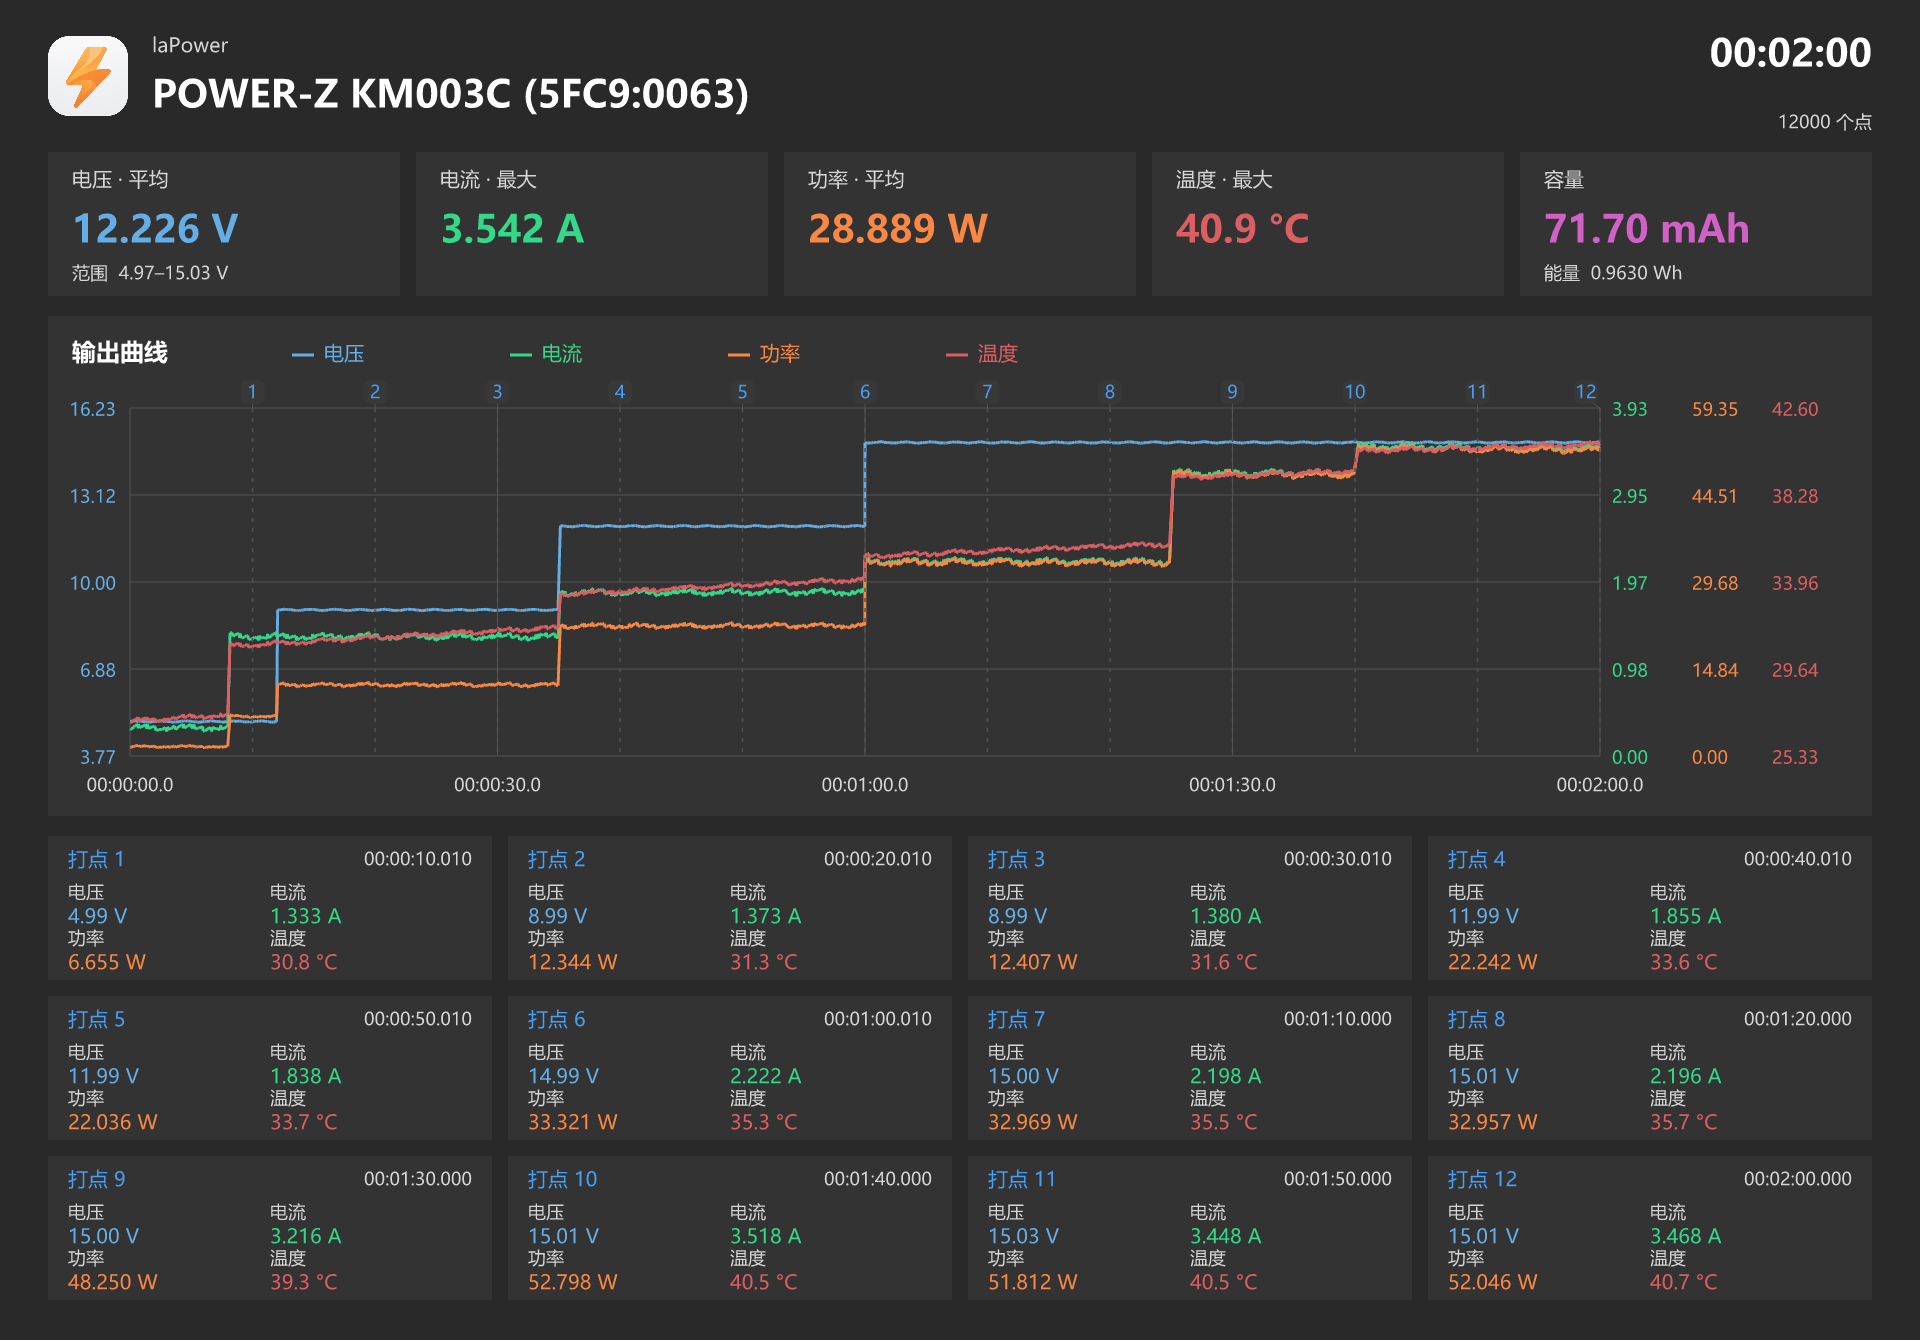 laPower
POWER-Z KM003C (5FC9:0063)
00:02:00
12000 个点
电压 · 平均
12.226 V
范围 4.97–15.03 V
电流 · 最大
3.542 A
功率 · 平均
28.889 W
温度 · 最大
40.9 °C
容量
71.70 mAh
能量 0.9630 Wh
输出曲线 电压 电流 功率 温度
1 2 3 4 5 6 7 8 9 10 11 12
16.23 3.93 59.35 42.60
13.12 2.95 44.51 38.28
10.00 1.97 29.68 33.96
6.88 0.98 14.84 29.64
3.77 0.00 0.00 25.33
00:00:00.0 00:00:30.0 00:01:00.0 00:01:30.0 00:02:00.0
打点 1 00:00:10.010
电压 电流
4.99 V 1.333 A
功率 温度
6.655 W 30.8 °C
打点 2 00:00:20.010
电压 电流
8.99 V 1.373 A
功率 温度
12.344 W 31.3 °C
打点 3 00:00:30.010
电压 电流
8.99 V 1.380 A
功率 温度
12.407 W 31.6 °C
打点 4 00:00:40.010
电压 电流
11.99 V 1.855 A
功率 温度
22.242 W 33.6 °C
打点 5 00:00:50.010
电压 电流
11.99 V 1.838 A
功率 温度
22.036 W 33.7 °C
打点 6 00:01:00.010
电压 电流
14.99 V 2.222 A
功率 温度
33.321 W 35.3 °C
打点 7 00:01:10.000
电压 电流
15.00 V 2.198 A
功率 温度
32.969 W 35.5 °C
打点 8 00:01:20.000
电压 电流
15.01 V 2.196 A
功率 温度
32.957 W 35.7 °C
打点 9 00:01:30.000
电压 电流
15.00 V 3.216 A
功率 温度
48.250 W 39.3 °C
打点 10 00:01:40.000
电压 电流
15.01 V 3.518 A
功率 温度
52.798 W 40.5 °C
打点 11 00:01:50.000
电压 电流
15.03 V 3.448 A
功率 温度
51.812 W 40.5 °C
打点 12 00:02:00.000
电压 电流
15.01 V 3.468 A
功率 温度
52.046 W 40.7 °C